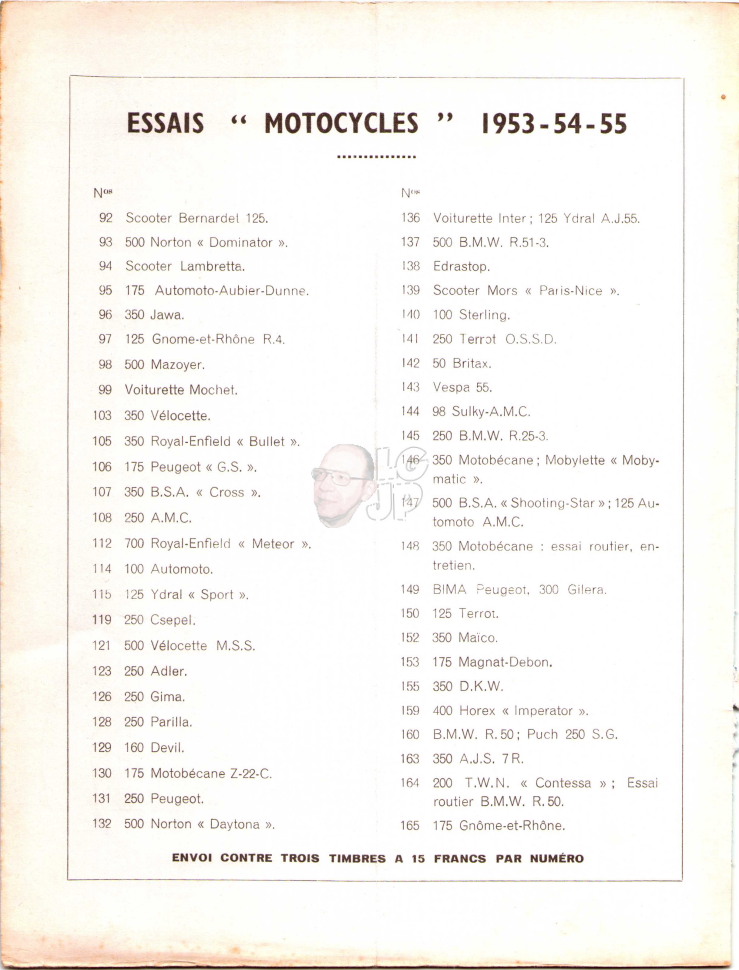 ESSAIS “ MOTOCYCLES ” 1953-54-55
Nos
92 Scooter Bernardet 125.
93 500 Norton « Dominator ».
94 Scooter Lambretta.
95 175 Automoto-Aubier-Dunne.
96 350 Jawa.
97 125 Gnome-et-Rhône R.4.
98 500 Mazoyer.
99 Voiturette Mochet.
103 350 Vélocette.
105 350 Royal-Enfield « Bullet ».
106 175 Peugeot « G.S. ».
107 350 B.S.A. « Cross ».
108 250 A.M.C.
112 700 Royal-Enfield « Meteor ».
114 100 Automoto.
115 125 Ydral « Sport ».
119 250 Csepel.
121 500 Vélocette M.S.S.
123 250 Adler.
126 250 Gima.
128 250 Parilla.
129 160 Devil.
130 175 Motobécane Z-22-C.
131 250 Peugeot.
132 500 Norton « Daytona ».
Nos
136 Voiturette Inter ; 125 Ydral A.J.55.
137 500 B.M.W. R.51-3.
138 Edrastop.
139 Scooter Mors « Paris-Nice ».
140 100 Sterling.
141 250 Terrot O.S.S.D.
142 50 Britax.
143 Vespa 55.
144 98 Sulky-A.M.C.
145 250 B.M.W. R.25-3.
146 350 Motobécane ; Mobylette « Moby-
matic ».
147 500 B.S.A. « Shooting-Star » ; 125 Au-
tomoto A.M.C.
148 350 Motobécane : essai routier, en-
tretien.
149 BIMA Peugeot, 300 Gilera.
150 125 Terrot.
152 350 Maïco.
153 175 Magnat-Debon.
155 350 D.K.W.
159 400 Horex « Imperator ».
160 B.M.W. R.50 ; Puch 250 S.G.
163 350 A.J.S. 7 R.
164 200 T.W.N. « Contessa » ; Essai
routier B.M.W. R.50.
165 175 Gnôme-et-Rhône.
LG
JP
ENVOI CONTRE TROIS TIMBRES A 15 FRANCS PAR NUMÉRO